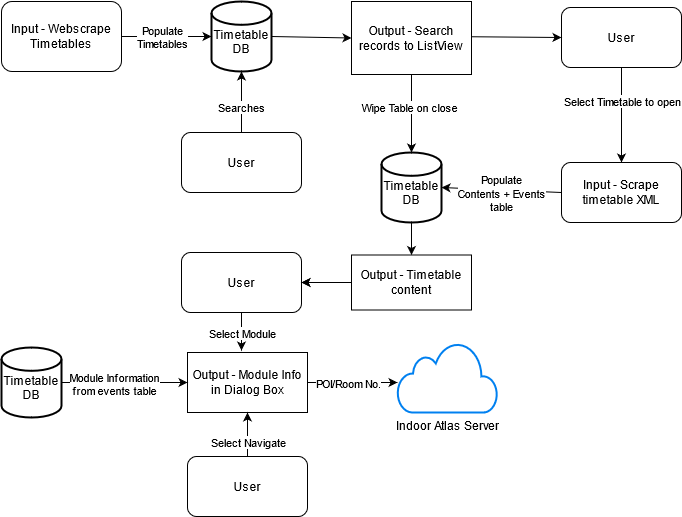 Input - Webscrape
Timetables
Populate
Timetables
Timetable
DB
Output - Search
records to ListView
User
Searches
Wipe Table on close
Select Timetable to open
User
Timetable
DB
Populate
Contents + Events
table
Input - Scrape
timetable XML
User
Output - Timetable
content
Select Module
Timetable
DB
Module Information
from events table
Output - Module Info
in Dialog Box
POI/Room No.
Indoor Atlas Server
Select Navigate
User